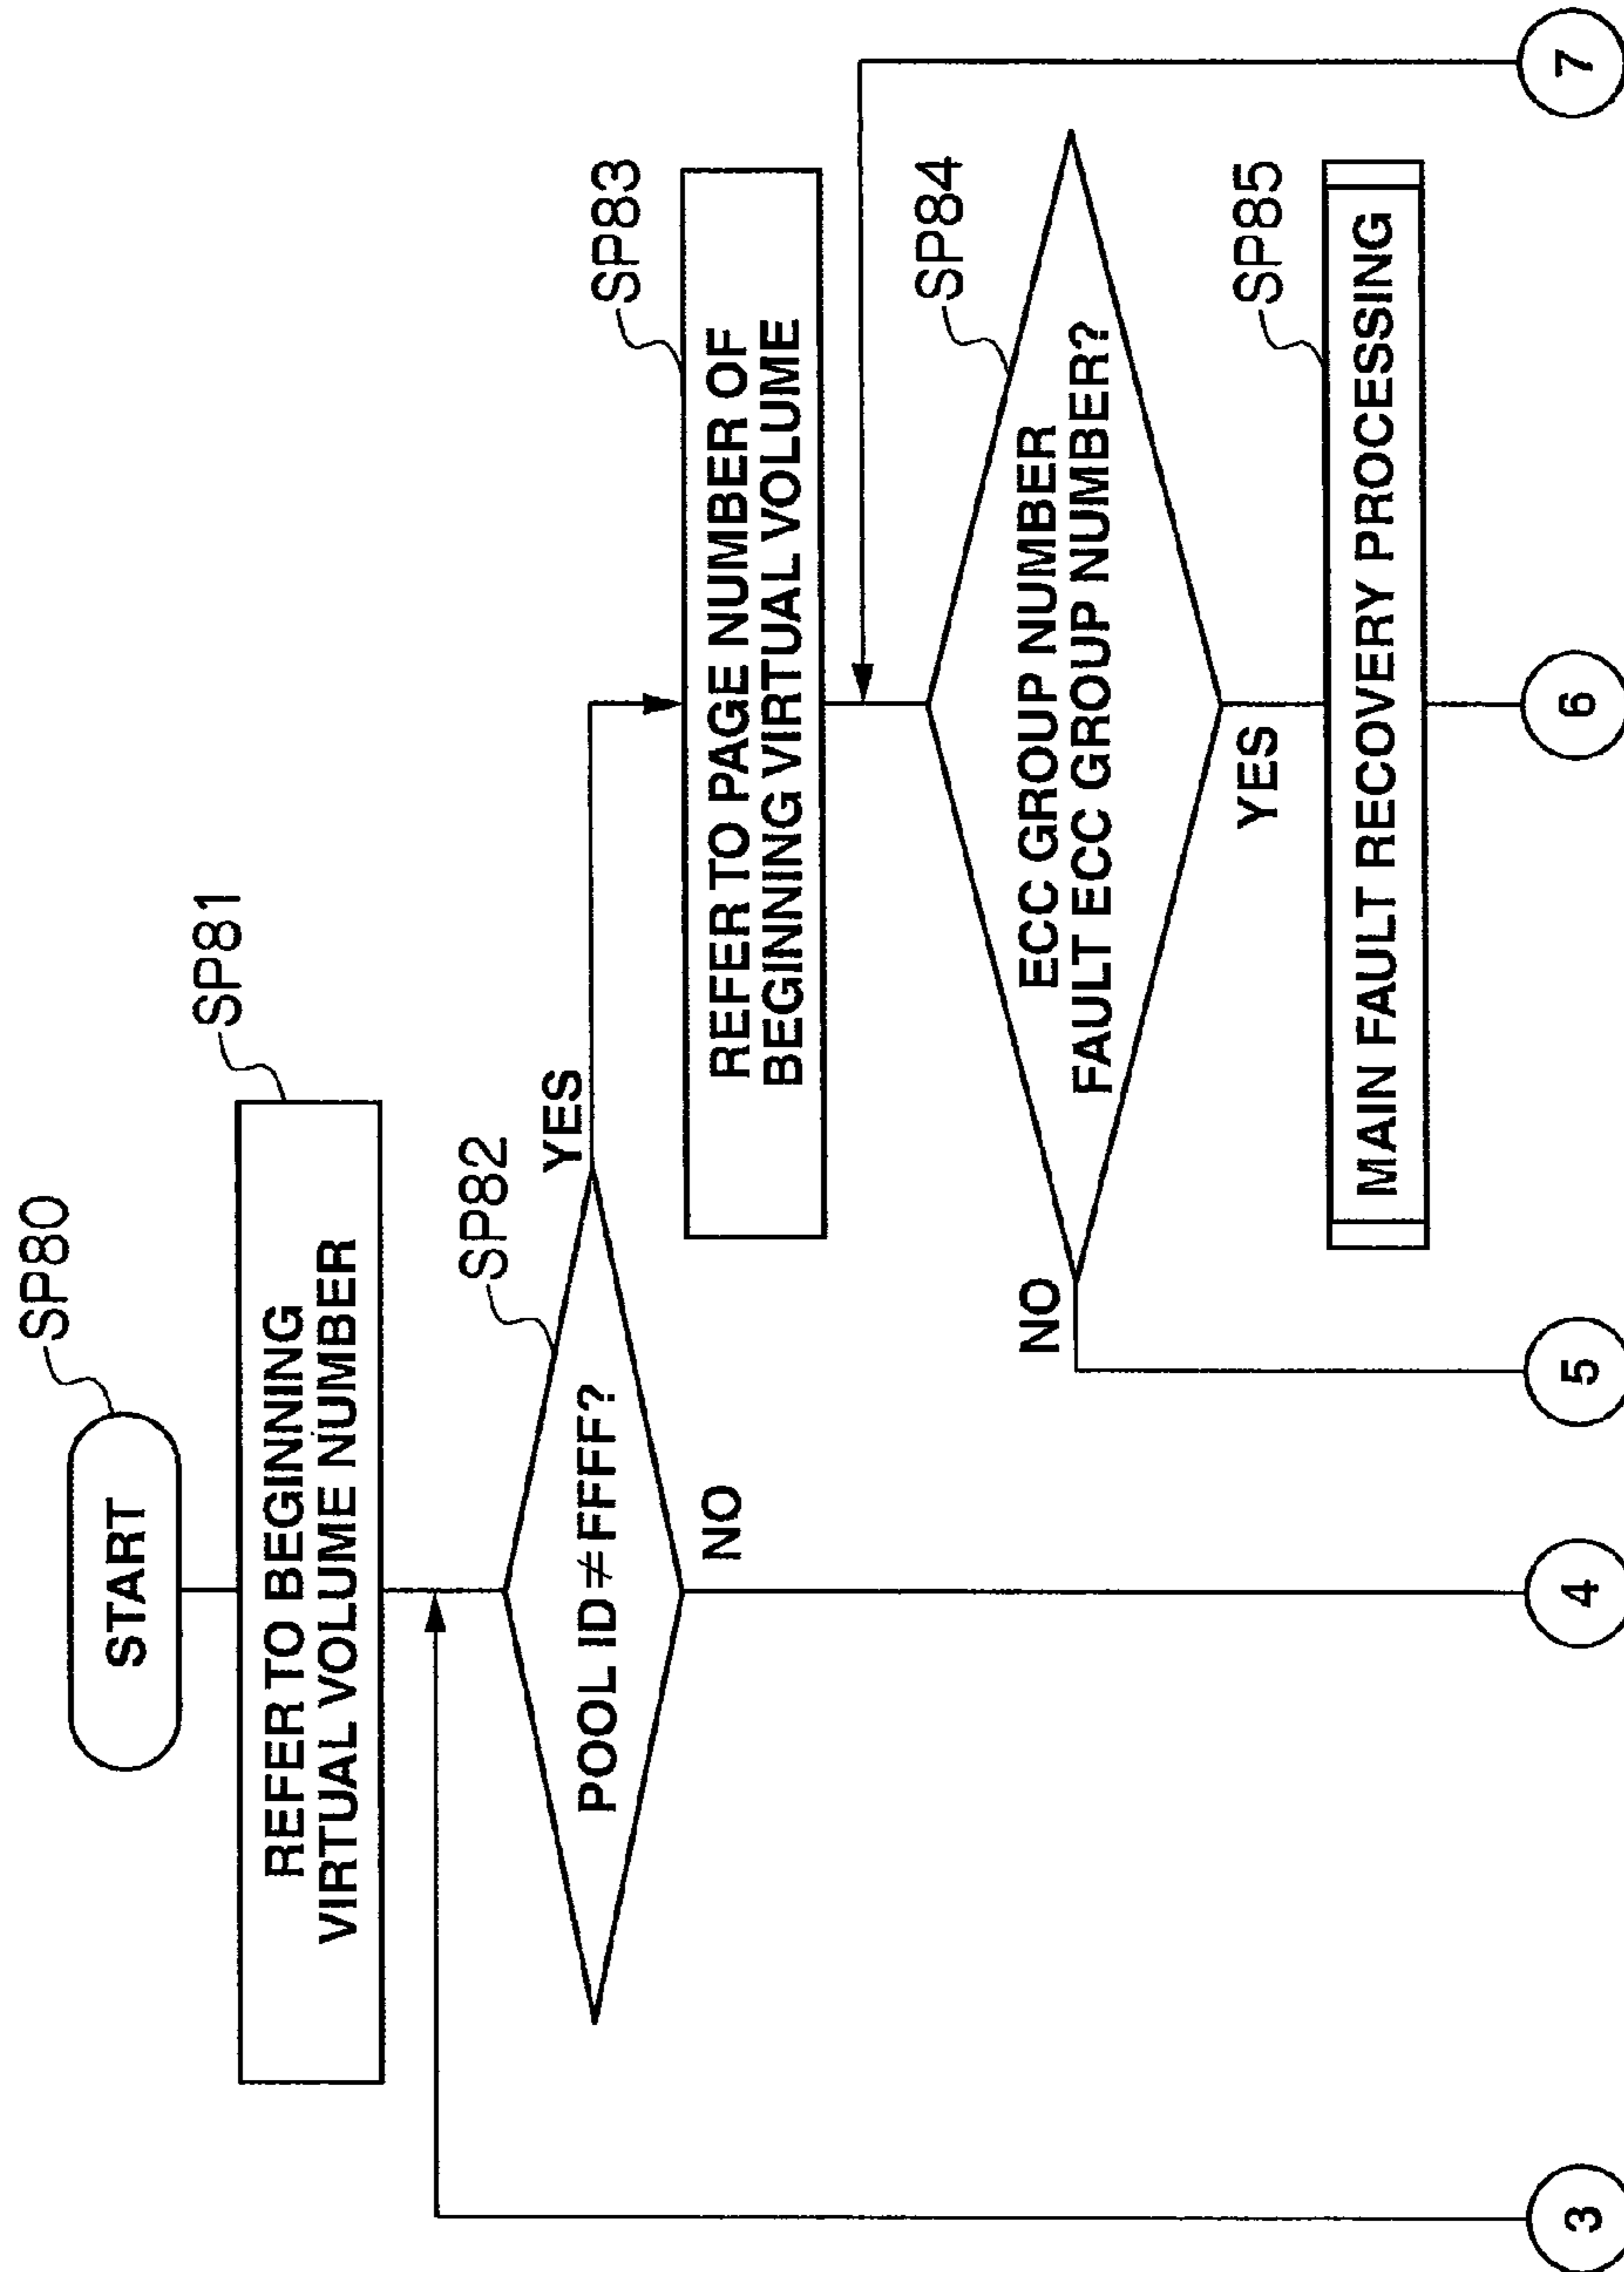 START
SP80
REFER TO BEGINNING
VIRTUAL VOLUME NUMBER
SP81
POOL ID≠FFFF?
SP82
YES
NO
REFER TO PAGE NUMBER OF
BEGINNING VIRTUAL VOLUME
SP83
ECC GROUP NUMBER
FAULT ECC GROUP NUMBER?
SP84
NO
YES
MAIN FAULT RECOVERY PROCESSING
SP85
3
4
5
6
7